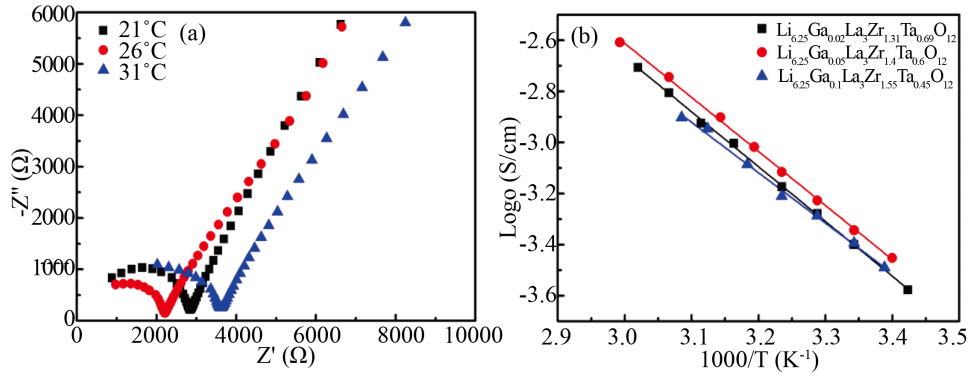 6000
5000
4000
3000
2000
1000
0
0
2000
4000
6000
8000
10000
-Z″ (Ω)
Z′ (Ω)
21˚C
26˚C
31˚C
(a)
-2.6
-2.8
-3.0
-3.2
-3.4
-3.6
2.9
3.0
3.1
3.2
3.3
3.4
3.5
Logo (S/cm)
1000/T (K⁻¹)
(b)
Li₆.₂₅Ga₀.₀₂La₃Zr₁.₃₁Ta₀.₆₉O₁₂
Li₆.₂₅Ga₀.₀₅La₃Zr₁.₄Ta₀.₆O₁₂
Li₆.₂₅Ga₀.₁La₃Zr₁.₅₅Ta₀.₄₅O₁₂